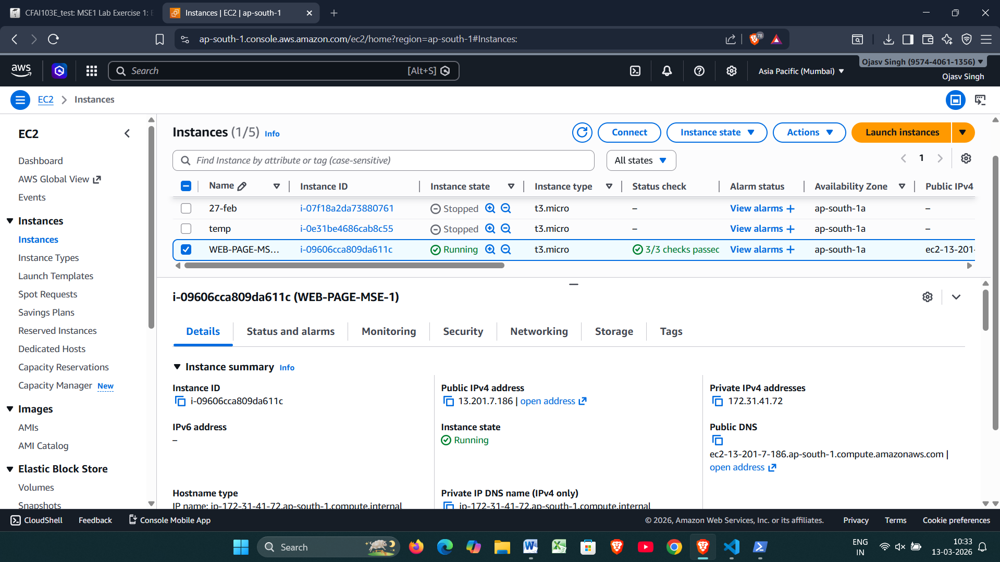 CFAI103E_test: MSE1 Lab Exercise 1:
Instances | EC2 | ap-south-1
ap-south-1.console.aws.amazon.com/ec2/home?region=ap-south-1#Instances:
78
aws
Search
[Alt+S]
Asia Pacific (Mumbai)
Ojasv Singh (9574-4061-1356)
Ojasv Singh
EC2
Instances
EC2
Dashboard
AWS Global View
Events
Instances
Instances
Instance Types
Launch Templates
Spot Requests
Savings Plans
Reserved Instances
Dedicated Hosts
Capacity Reservations
Capacity Manager New
Images
AMIs
AMI Catalog
Elastic Block Store
Volumes
Snapshots
Instances (1/5) Info
Connect
Instance state
Actions
Launch instances
Find Instance by attribute or tag (case-sensitive)
All states
1
Name Instance ID Instance state Instance type Status check Alarm status Availability Zone Public IPv4
27-feb i-07f18a2da73880761 Stopped t3.micro – View alarms + ap-south-1a –
temp i-0e31be4686cab8c55 Stopped t3.micro – View alarms + ap-south-1a –
WEB-PAGE-MS... i-09606cca809da611c Running t3.micro 3/3 checks passed View alarms + ap-south-1a ec2-13-201-
i-09606cca809da611c (WEB-PAGE-MSE-1)
Details
Status and alarms
Monitoring
Security
Networking
Storage
Tags
Instance summary Info
Instance ID
i-09606cca809da611c
Public IPv4 address
13.201.7.186 | open address
Private IPv4 addresses
172.31.41.72
IPv6 address
–
Instance state
Running
Public DNS
ec2-13-201-7-186.ap-south-1.compute.amazonaws.com |
open address
Hostname type
IP name: ip-172-31-41-72.ap-south-1.compute.internal
Private IP DNS name (IPv4 only)
ip-172-31-41-72.ap-south-1.compute.internal
CloudShell
Feedback
Console Mobile App
© 2026, Amazon Web Services, Inc. or its affiliates.
Privacy
Terms
Cookie preferences
Search
ENG
IN
10:33
13-03-2026